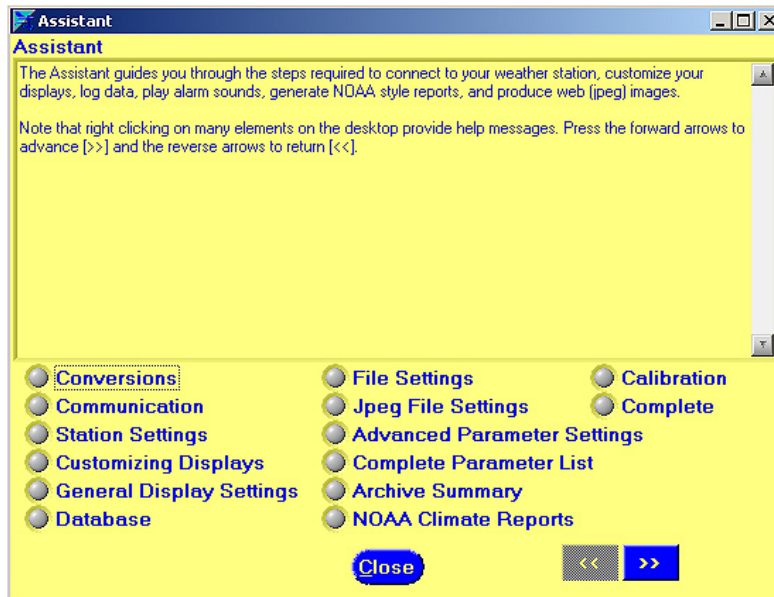 Assistant
Assistant
The Assistant guides you through the steps required to connect to your weather station, customize your
displays, log data, play alarm sounds, generate NOAA style reports, and produce web (jpeg) images.
Note that right clicking on many elements on the desktop provide help messages. Press the forward arrows to
advance [>>] and the reverse arrows to return [<<].
Conversions
Communication
Station Settings
Customizing Displays
General Display Settings
Database
File Settings
Jpeg File Settings
Advanced Parameter Settings
Complete Parameter List
Archive Summary
NOAA Climate Reports
Calibration
Complete
Close
<<
>>